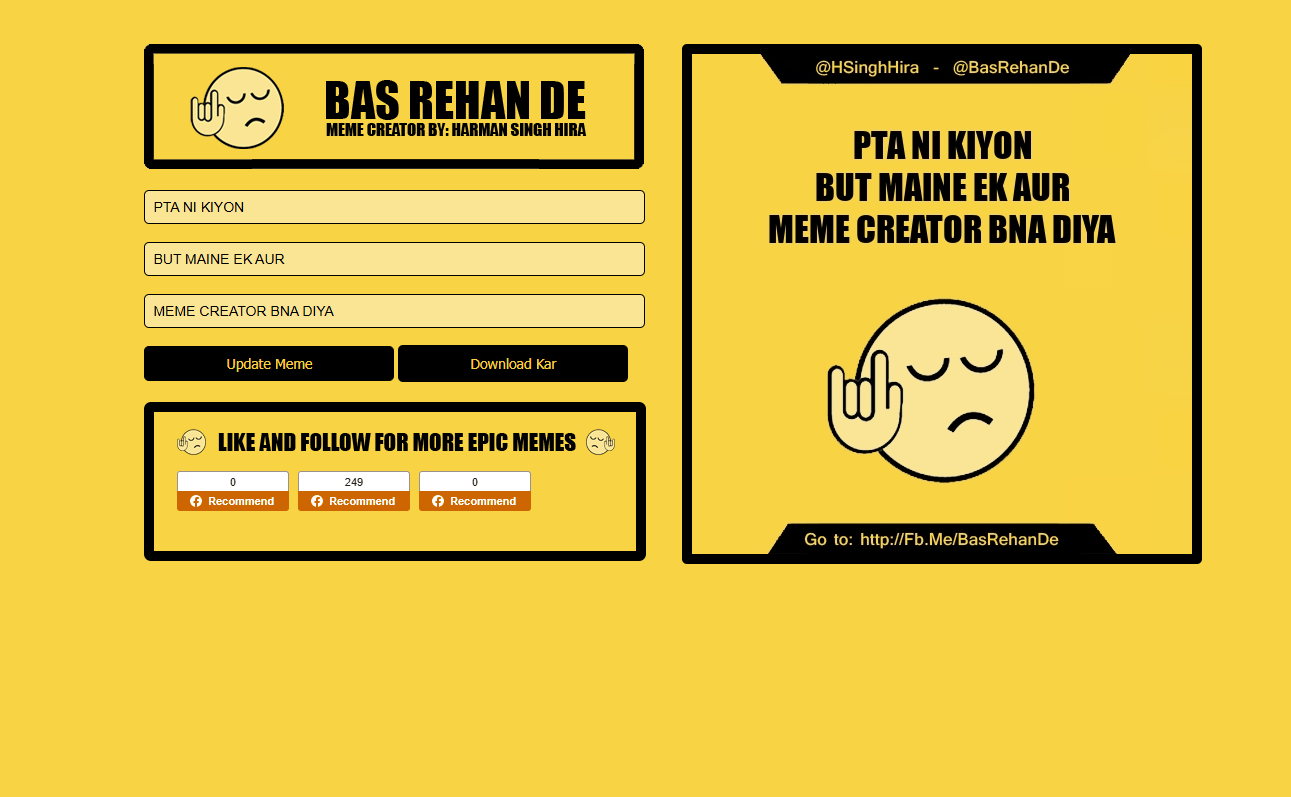 BAS REHAN DE
MEME CREATOR BY: HARMAN SINGH HIRA
PTA NI KIYON
BUT MAINE EK AUR
MEME CREATOR BNA DIYA
Update Meme
Download Kar
LIKE AND FOLLOW FOR MORE EPIC MEMES
0
Recommend
249
Recommend
0
Recommend
@HSinghHira - @BasRehanDe
PTA NI KIYON
BUT MAINE EK AUR
MEME CREATOR BNA DIYA
Go to: http://Fb.Me/BasRehanDe